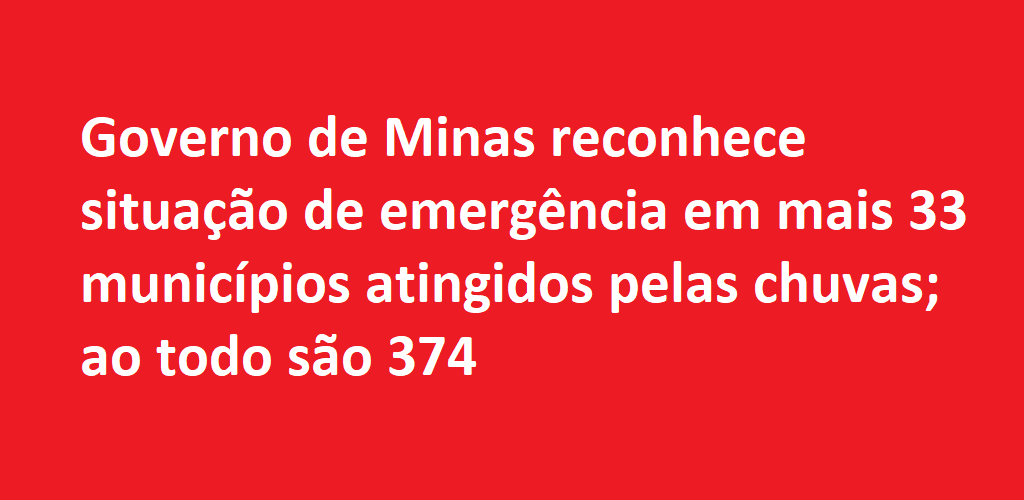 Governo de Minas reconhece
situação de emergência em mais 33
municípios atingidos pelas chuvas;
ao todo são 374